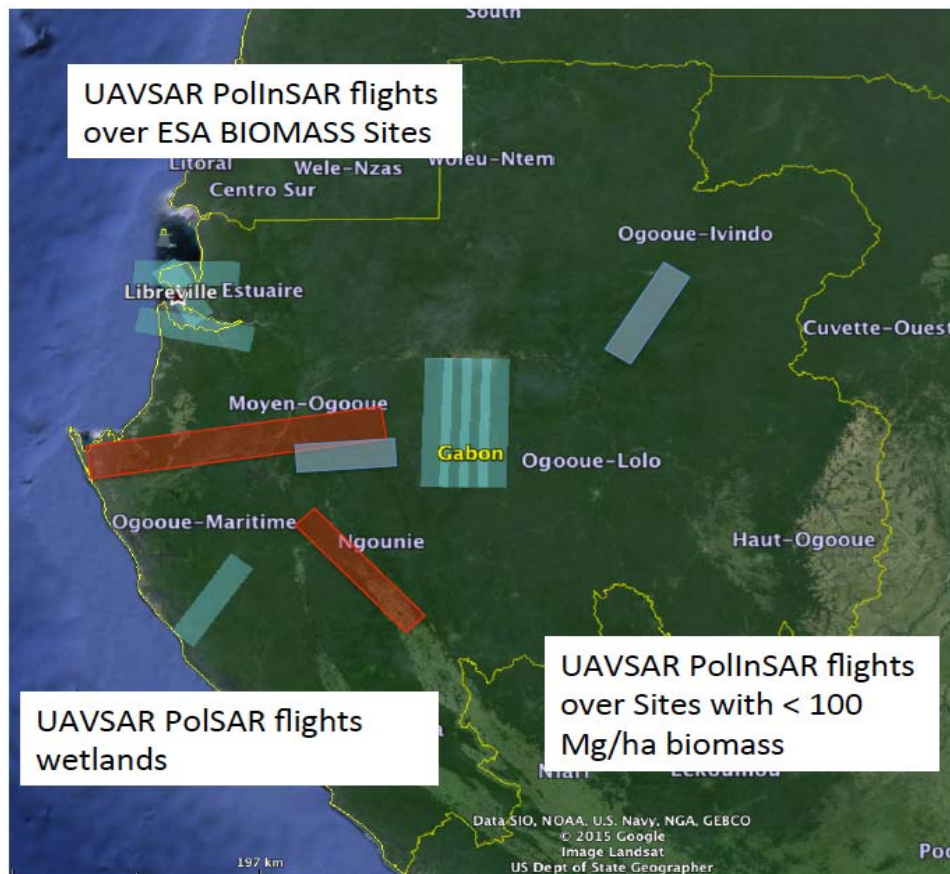 South
UAVSAR PolInSAR flights
over ESA BIOMASS Sites
Litoral
Wele-Nzas
Woleu-Ntem
Centro Sur
Ogooue-Ivindo
Libreville
Estuaire
Cuvette-Ouest
Moyen-Ogooue
Gabon
Ogooue-Lolo
Ogooue-Maritime
Ngounie
Haut-Ogooue
UAVSAR PolInSAR flights
over Sites with < 100
Mg/ha biomass
UAVSAR PolSAR flights
wetlands
Data SIO, NOAA, U.S. Navy, NGA, GEBCO
© 2015 Google
Image Landsat
US Dept of State Geographer
197 km